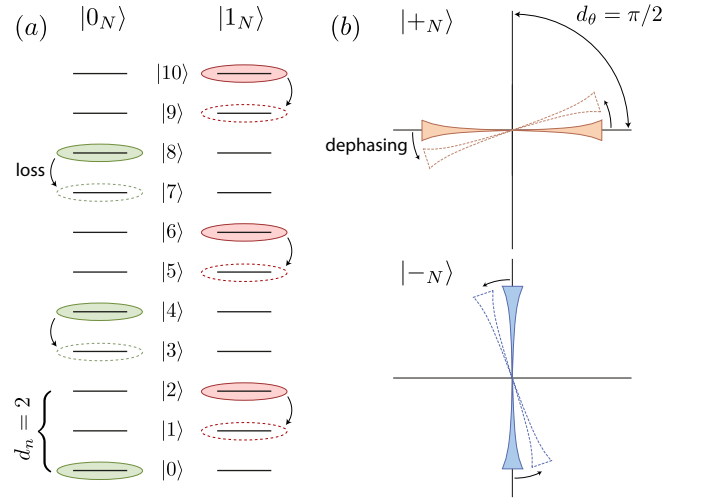 (a)
|0_N⟩
|1_N⟩
|10⟩
|9⟩
|8⟩
loss
|7⟩
|6⟩
|5⟩
|4⟩
|3⟩
|2⟩
d_n = 2
|1⟩
|0⟩
(b)
|+_N⟩
d_θ = π/2
dephasing
|−_N⟩